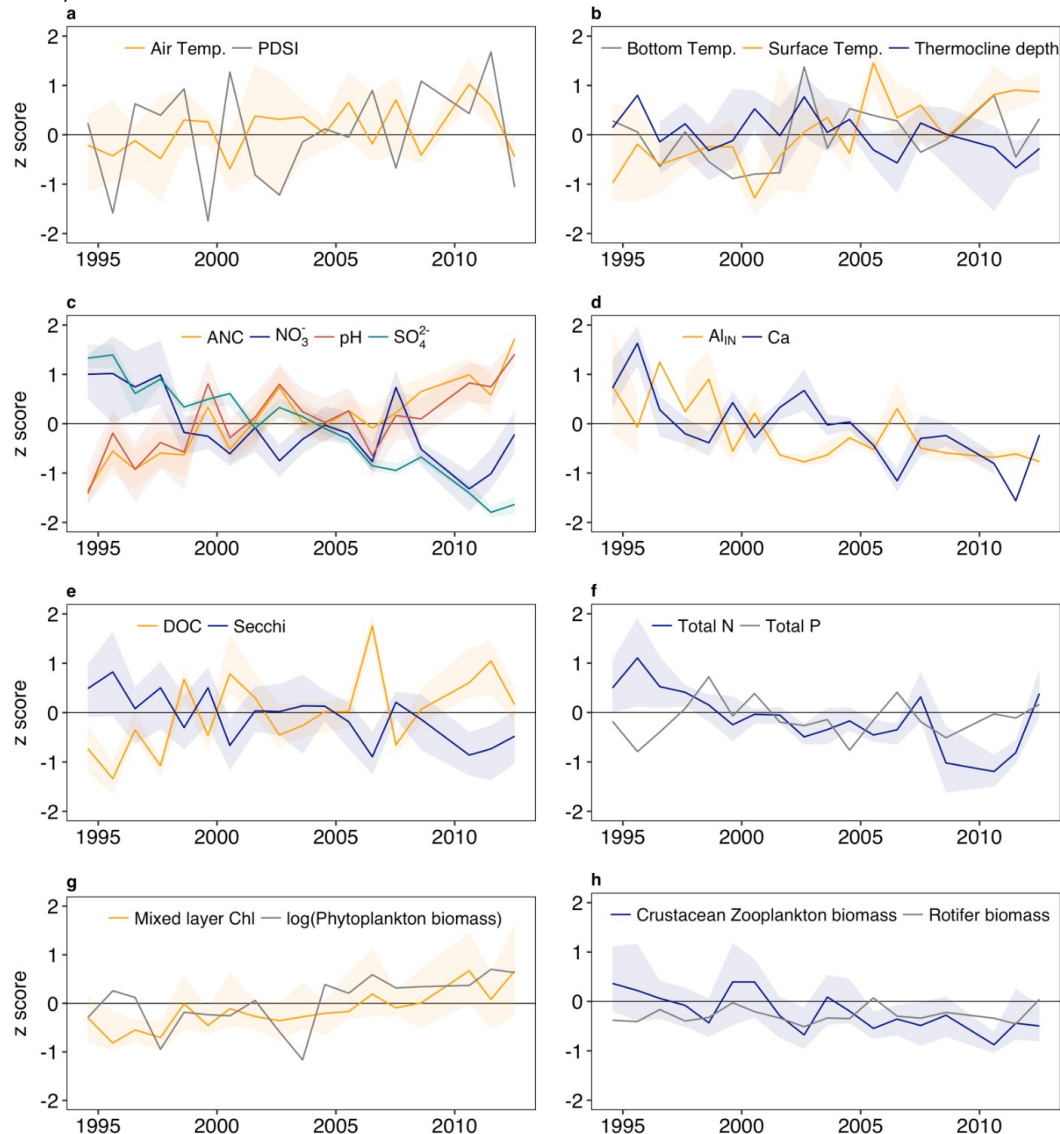 a
Air Temp. PDSI
z score
2
1
0
-1
-2
1995 2000 2005 2010
b
Bottom Temp. Surface Temp. Thermocline depth
2
1
0
-1
-2
1995 2000 2005 2010
c
ANC NO₃⁻ pH SO₄²⁻
z score
2
1
0
-1
-2
1995 2000 2005 2010
d
Al_IN Ca
2
1
0
-1
-2
1995 2000 2005 2010
e
DOC Secchi
z score
2
1
0
-1
-2
1995 2000 2005 2010
f
Total N Total P
2
1
0
-1
-2
1995 2000 2005 2010
g
Mixed layer Chl log(Phytoplankton biomass)
z score
2
1
0
-1
-2
1995 2000 2005 2010
h
Crustacean Zooplankton biomass Rotifer biomass
2
1
0
-1
-2
1995 2000 2005 2010